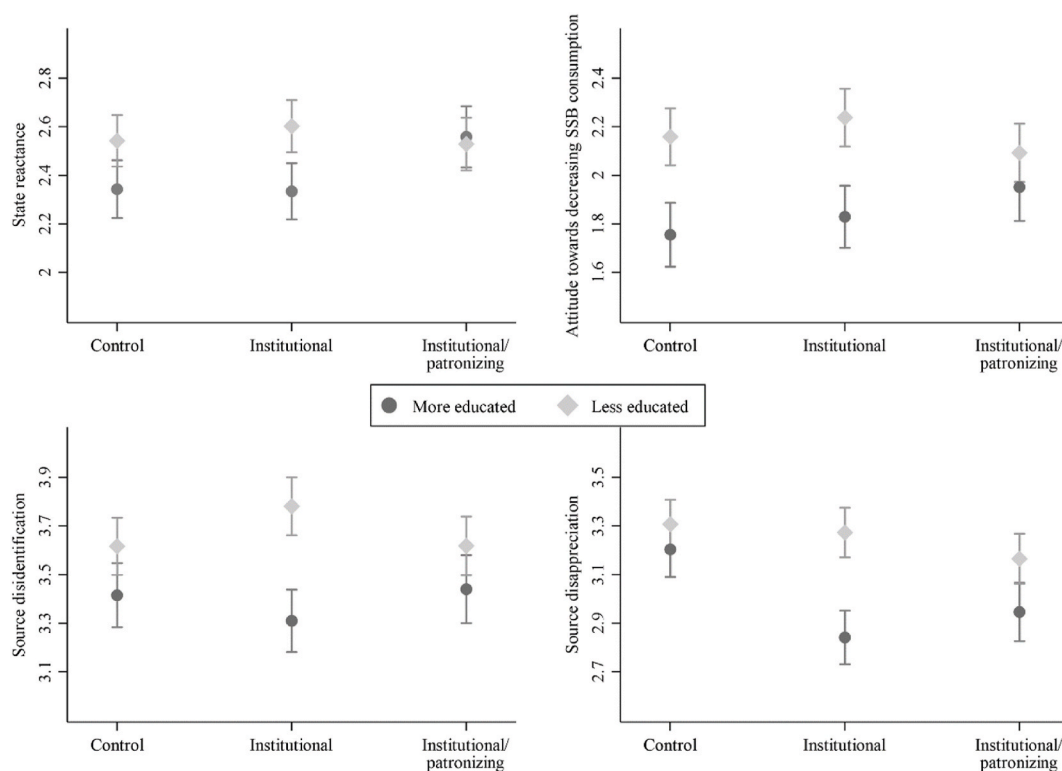 State reactance
2.8
2.6
2.4
2.2
2
Control
Institutional
Institutional/
patronizing
Attitude towards decreasing SSB consumption
2.4
2.2
2
1.8
1.6
Control
Institutional
Institutional/
patronizing
More educated
Less educated
Source disidentification
3.9
3.7
3.5
3.3
3.1
Control
Institutional
Institutional/
patronizing
Source disappreciation
3.5
3.3
3.1
2.9
2.7
Control
Institutional
Institutional/
patronizing